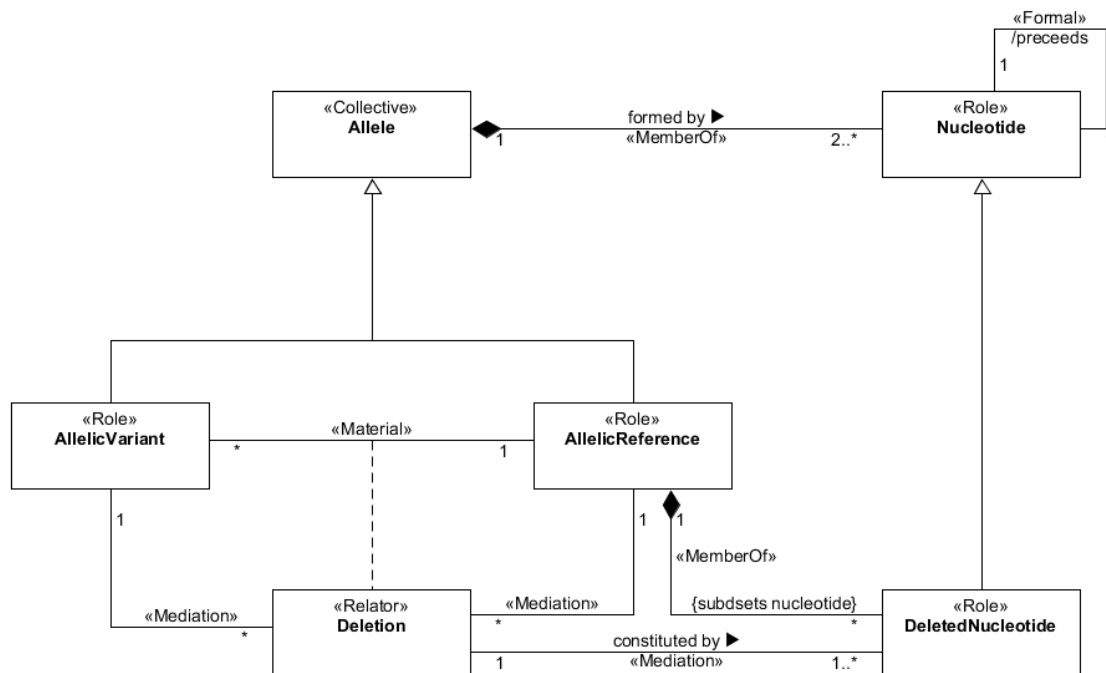 «Formal»
/preceeds
1
«Collective»
Allele
formed by ▶
1
«MemberOf»
2..*
«Role»
Nucleotide
«Role»
AllelicVariant
«Material»
*
1
«Role»
AllelicReference
1
1
1
«MemberOf»
«Mediation»
*
«Relator»
Deletion
«Mediation»
*
{subdsets nucleotide}
*
«Role»
DeletedNucleotide
constituted by ▶
1
«Mediation»
1..*